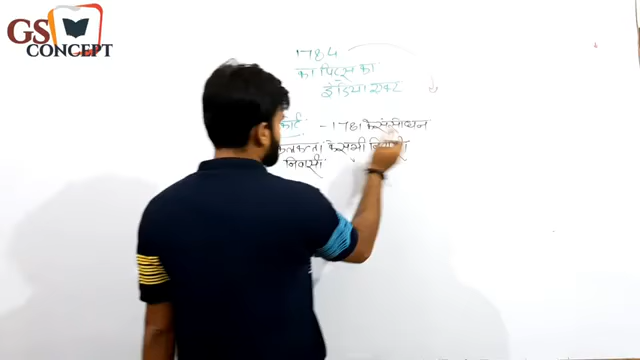 GS
CONCEPT
1784
का पिट्स का
इंडिया एक्ट
कोर्ट - 1781 के संसोधन
कलकत्ता के सभी
निवासी